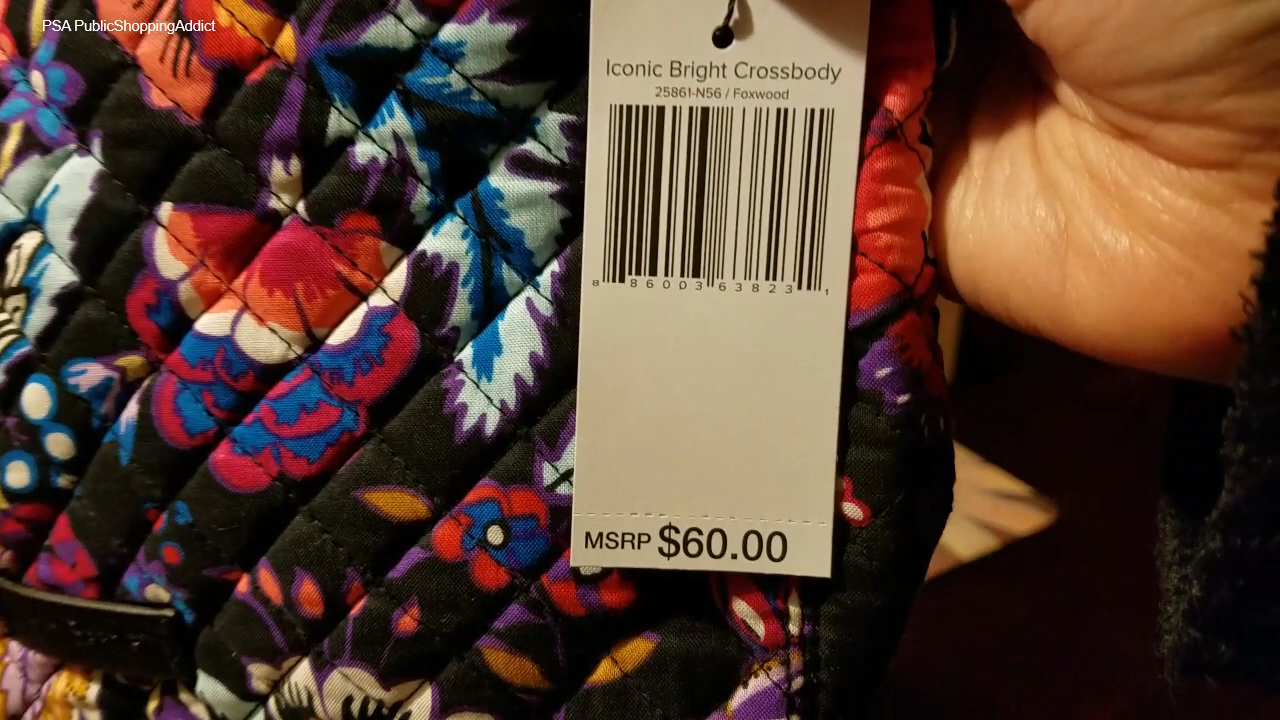 PSA PublicShoppingAddict
Iconic Bright Crossbody
25861-N56 / Foxwood
8 86003 63823 1
MSRP $60.00